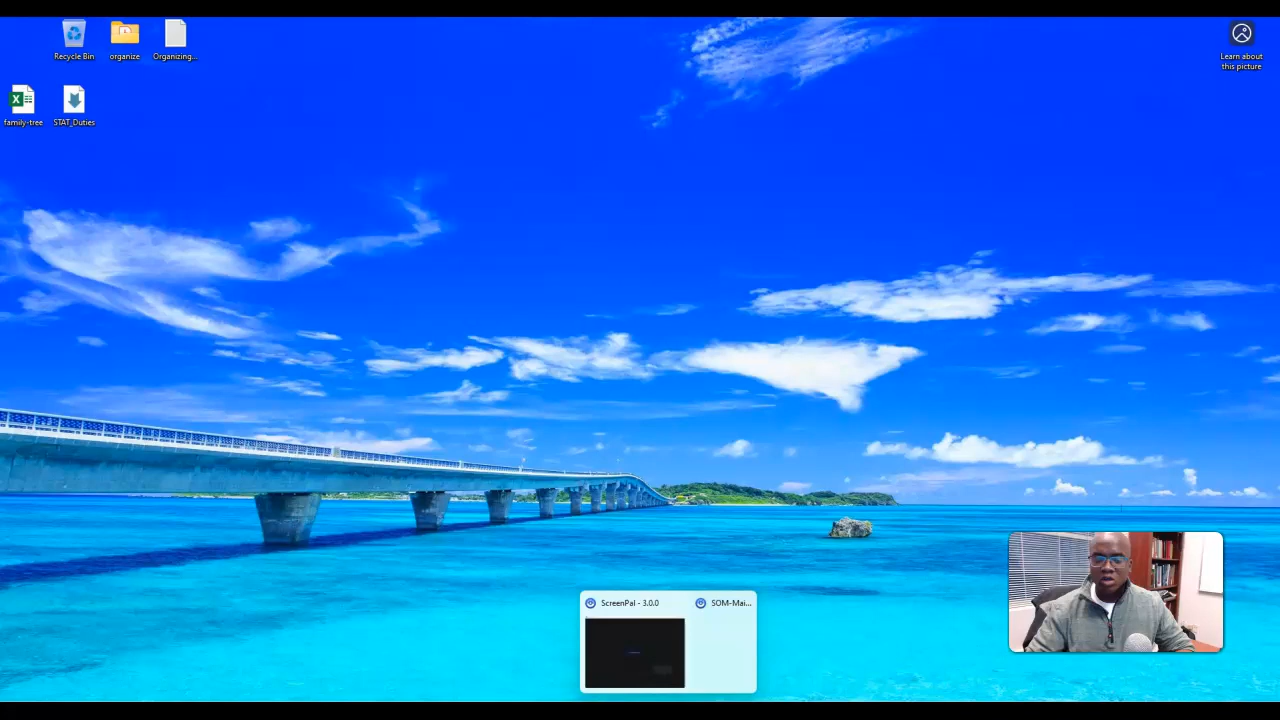 Recycle Bin
organize
Organizing...
Learn about
this picture
family-tree
STAT_Duties
ScreenPal - 3.0.0
SOM-Mai...